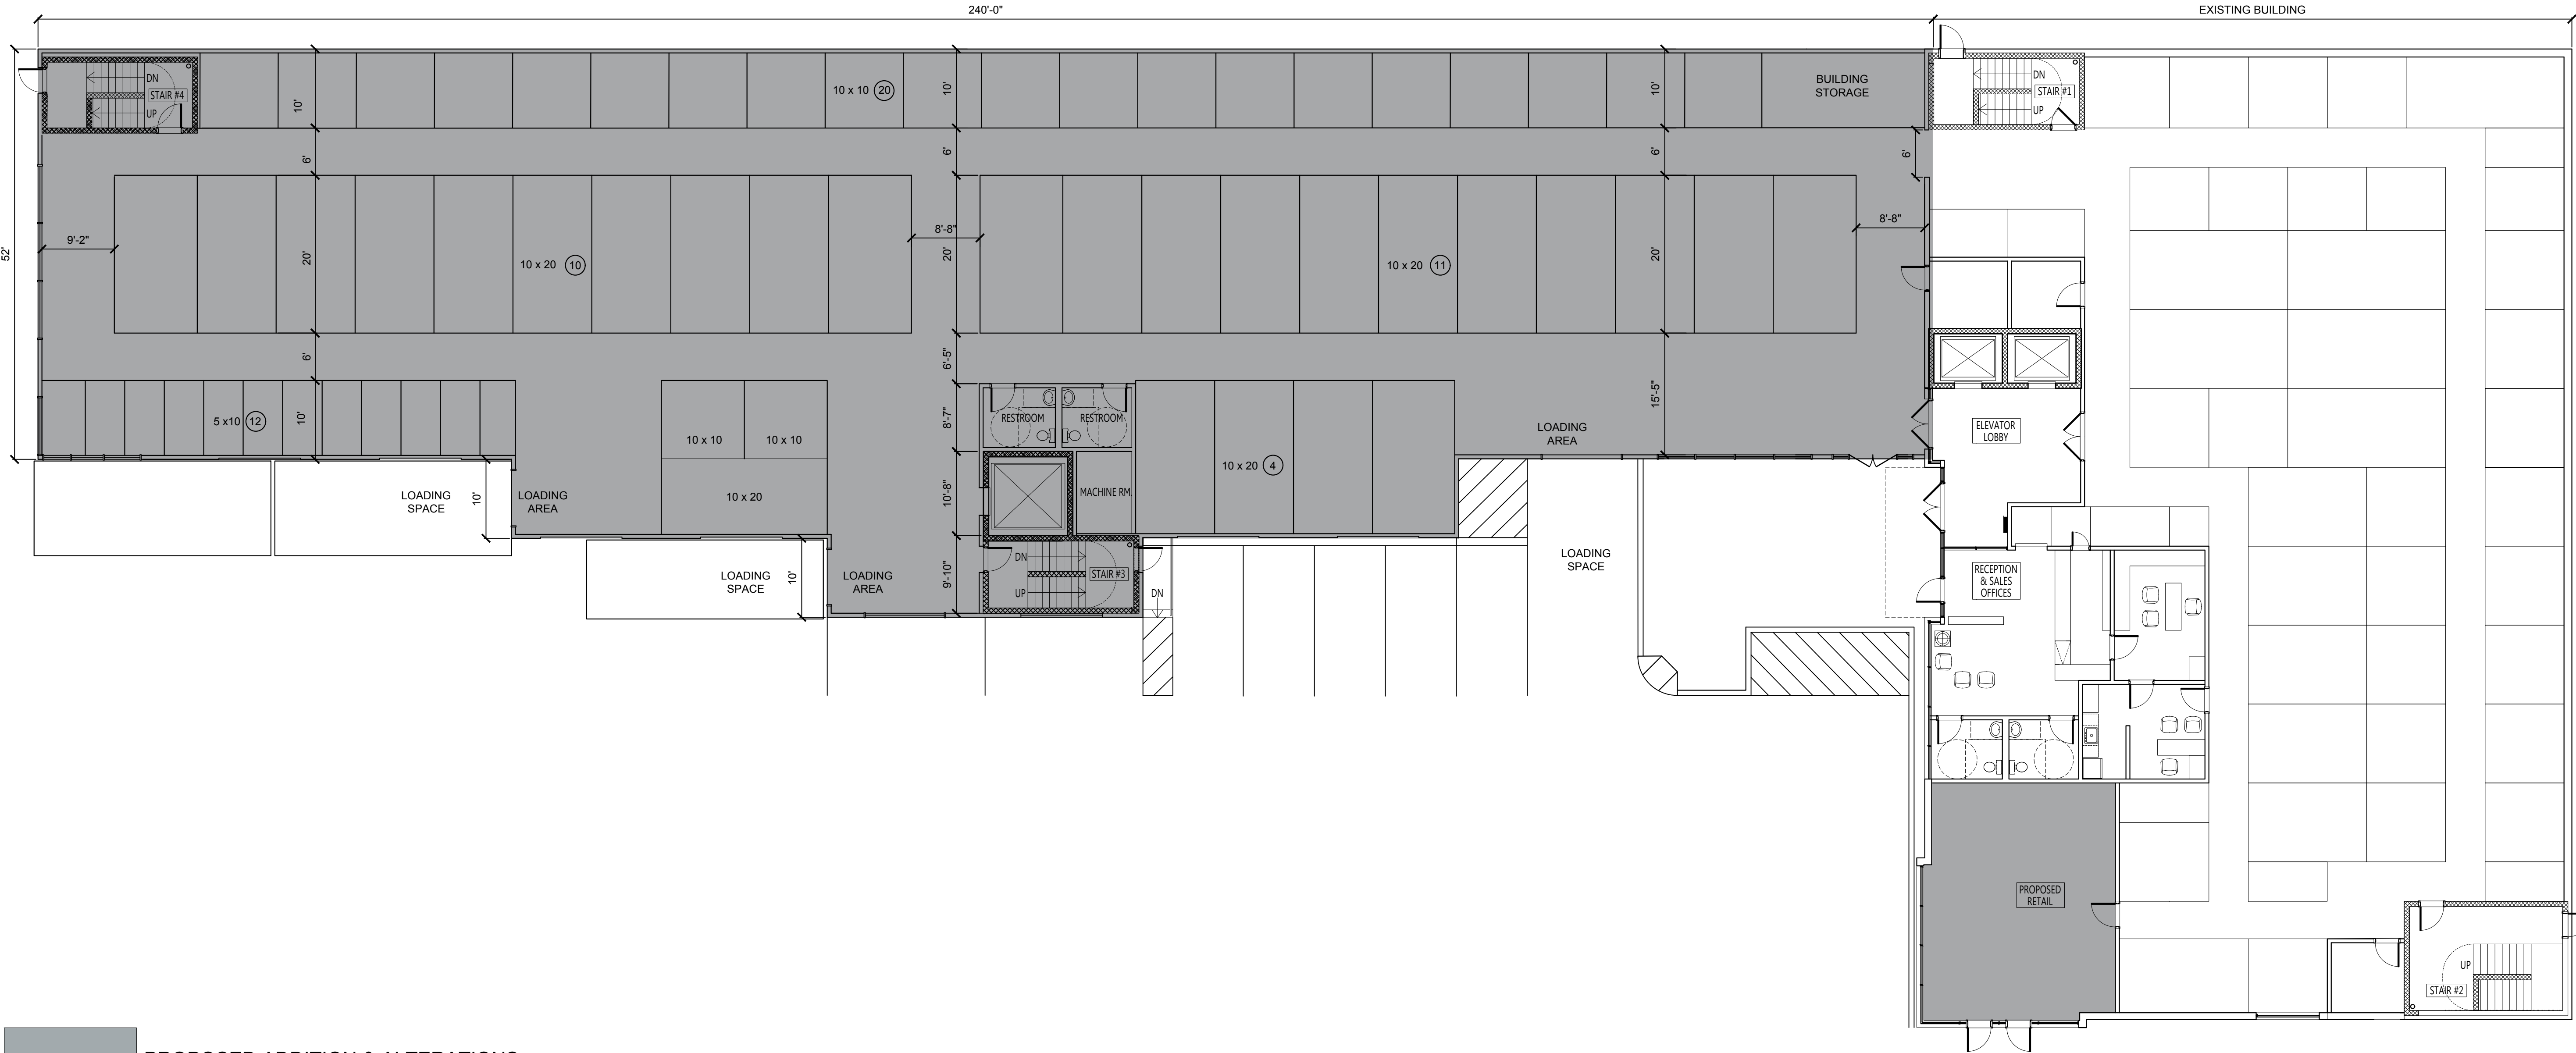 240'-0"
EXISTING BUILDING
DN
STAIR #4
UP
10'
10 x 10 20
10'
10'
BUILDING
STORAGE
DN
STAIR #1
UP
6'
6'
6'
6'
52'
9'-2"
20'
10 x 20 10
8'-8"
20'
10 x 20 11
20'
8'-8"
6'
6'-5"
15'-5"
5 x10 12
10'
10 x 10
10 x 10
RESTROOM
RESTROOM
8'-7"
LOADING
AREA
ELEVATOR
LOBBY
10 x 20 4
LOADING
SPACE
10'
LOADING
AREA
10 x 20
10'-8"
MACHINE RM.
LOADING
SPACE
10'
LOADING
AREA
9'-10"
DN
STAIR #3
UP
DN
LOADING
SPACE
RECEPTION
& SALES
OFFICES
PROPOSED
RETAIL
UP
STAIR #2
PROPOSED ADDITION & ALTERATIONS